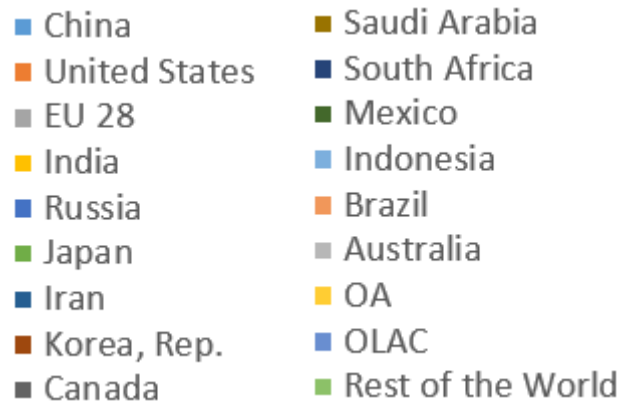 China
United States
EU 28
India
Russia
Japan
Iran
Korea, Rep.
Canada
Saudi Arabia
South Africa
Mexico
Indonesia
Brazil
Australia
OA
OLAC
Rest of the World